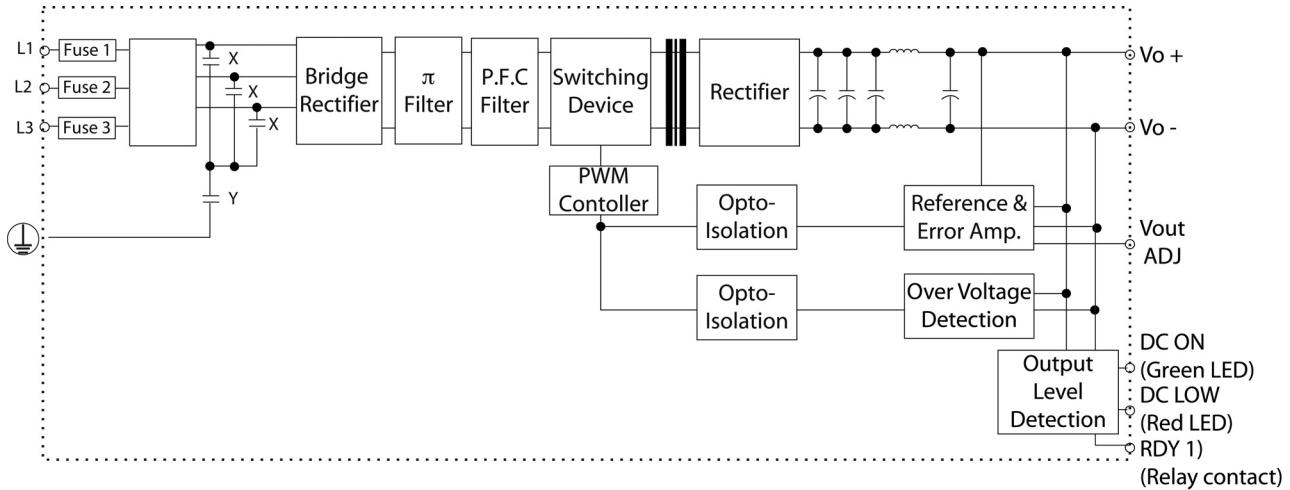 L1
Fuse 1
L2
Fuse 2
L3
Fuse 3
X
X
X
Y
Bridge
Rectifier
π
Filter
P.F.C
Filter
Switching
Device
Rectifier
PWM
Contoller
Opto-
Isolation
Reference &
Error Amp.
Opto-
Isolation
Over Voltage
Detection
Output
Level
Detection
Vo +
Vo -
Vout
ADJ
DC ON
(Green LED)
DC LOW
(Red LED)
RDY 1)
(Relay contact)